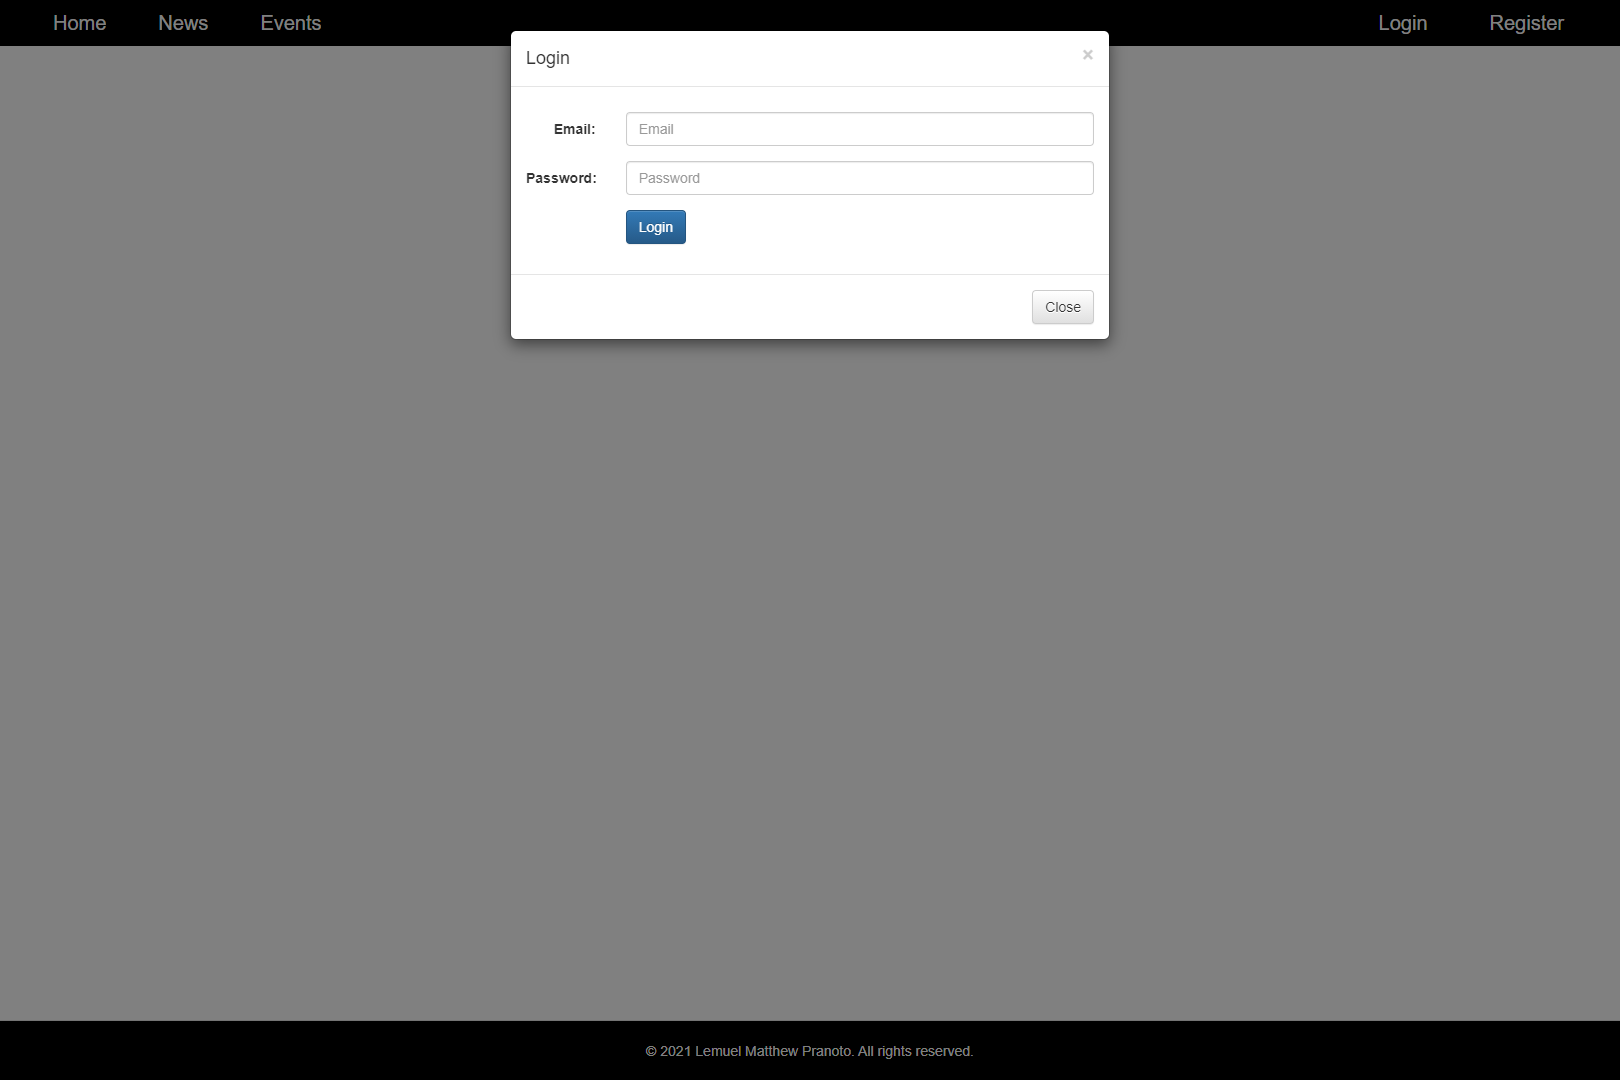 Home News Events Login Register
Login ×
Email: Email
Password: Password
Login
Close
© 2021 Lemuel Matthew Pranoto. All rights reserved.